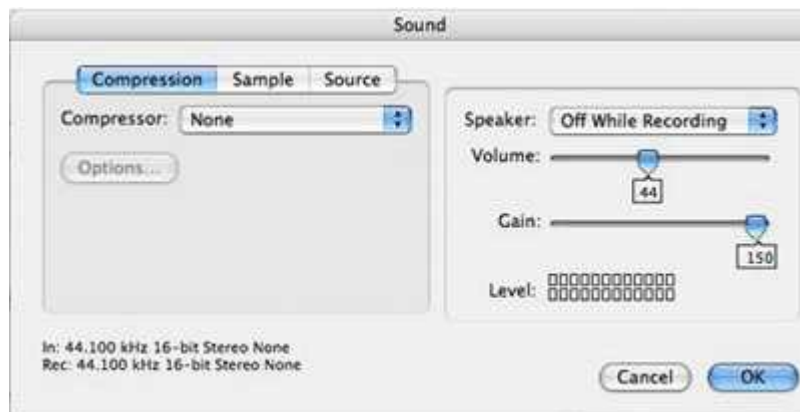 Sound
Compression Sample Source
Compressor: None
Options...
Speaker: Off While Recording
Volume:
44
Gain:
150
Level:
In: 44.100 kHz 16-bit Stereo None
Rec: 44.100 kHz 16-bit Stereo None
Cancel OK